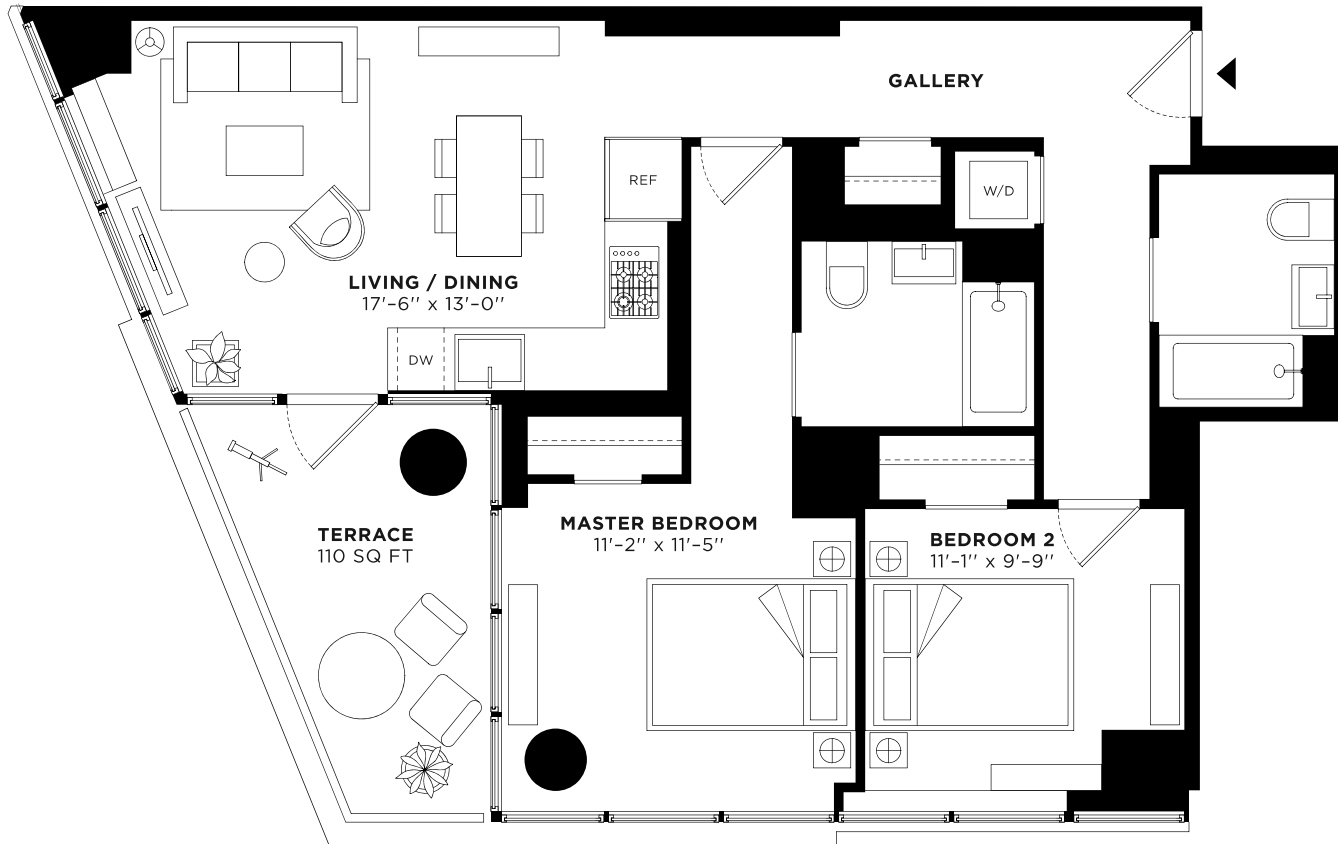 GALLERY
REF
W/D
LIVING / DINING
17'-6'' x 13'-0''
DW
TERRACE
110 SQ FT
MASTER BEDROOM
11'-2'' x 11'-5''
BEDROOM 2
11'-1'' x 9'-9''